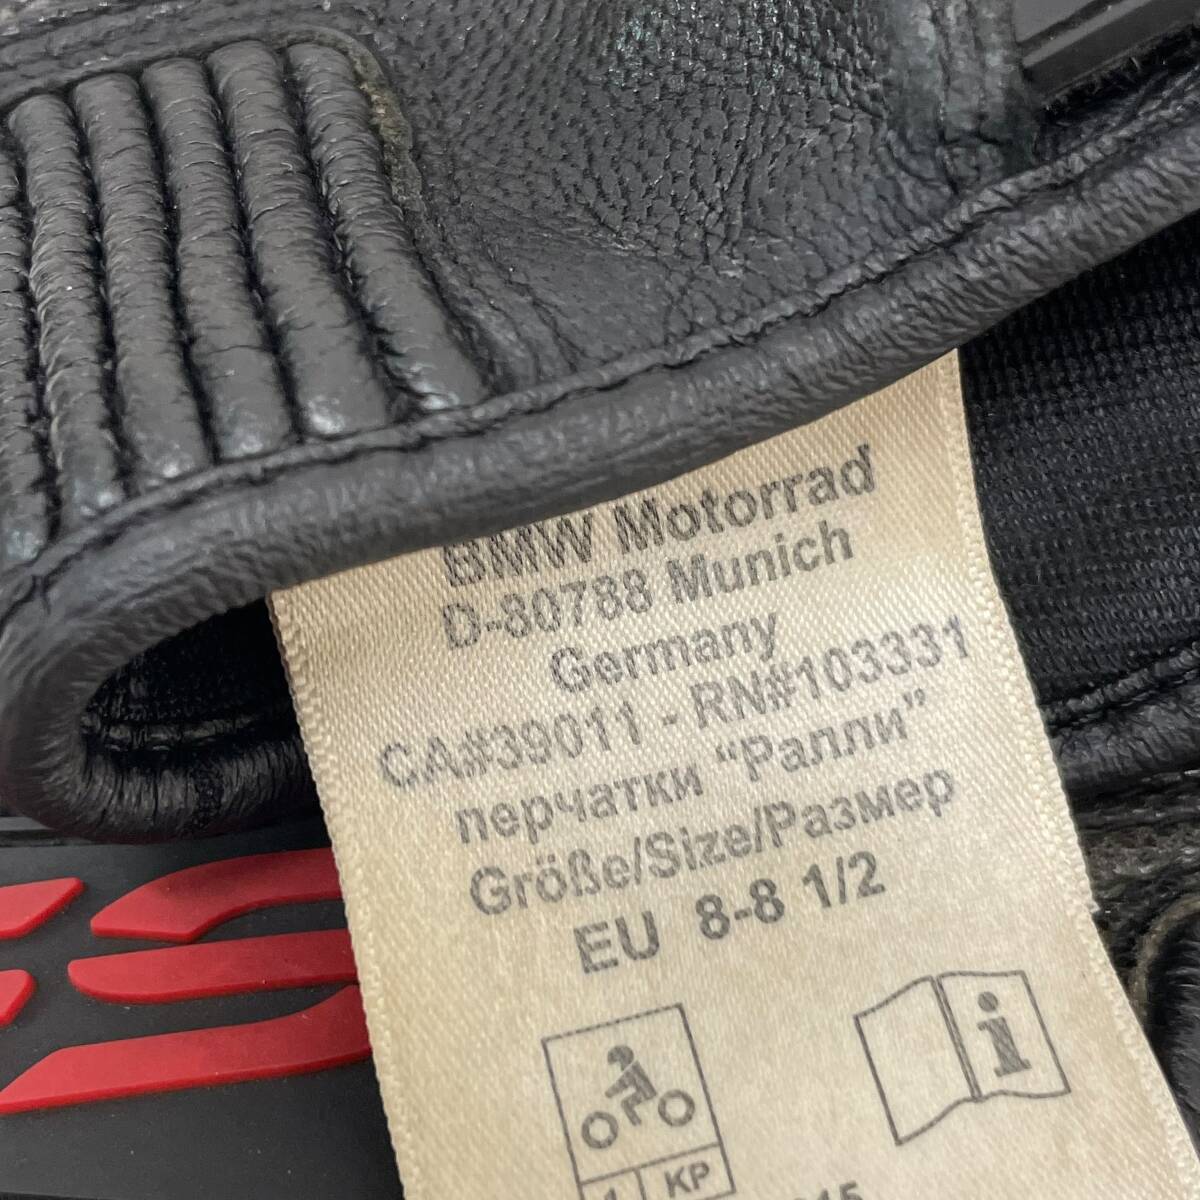 BMW Motorrad
D-80788 Munich
Germany
CA#39011 - RN#103331
перчатки "Ралли"
Größe/Size/Размер
EU 8-8 1/2
i
1 KP